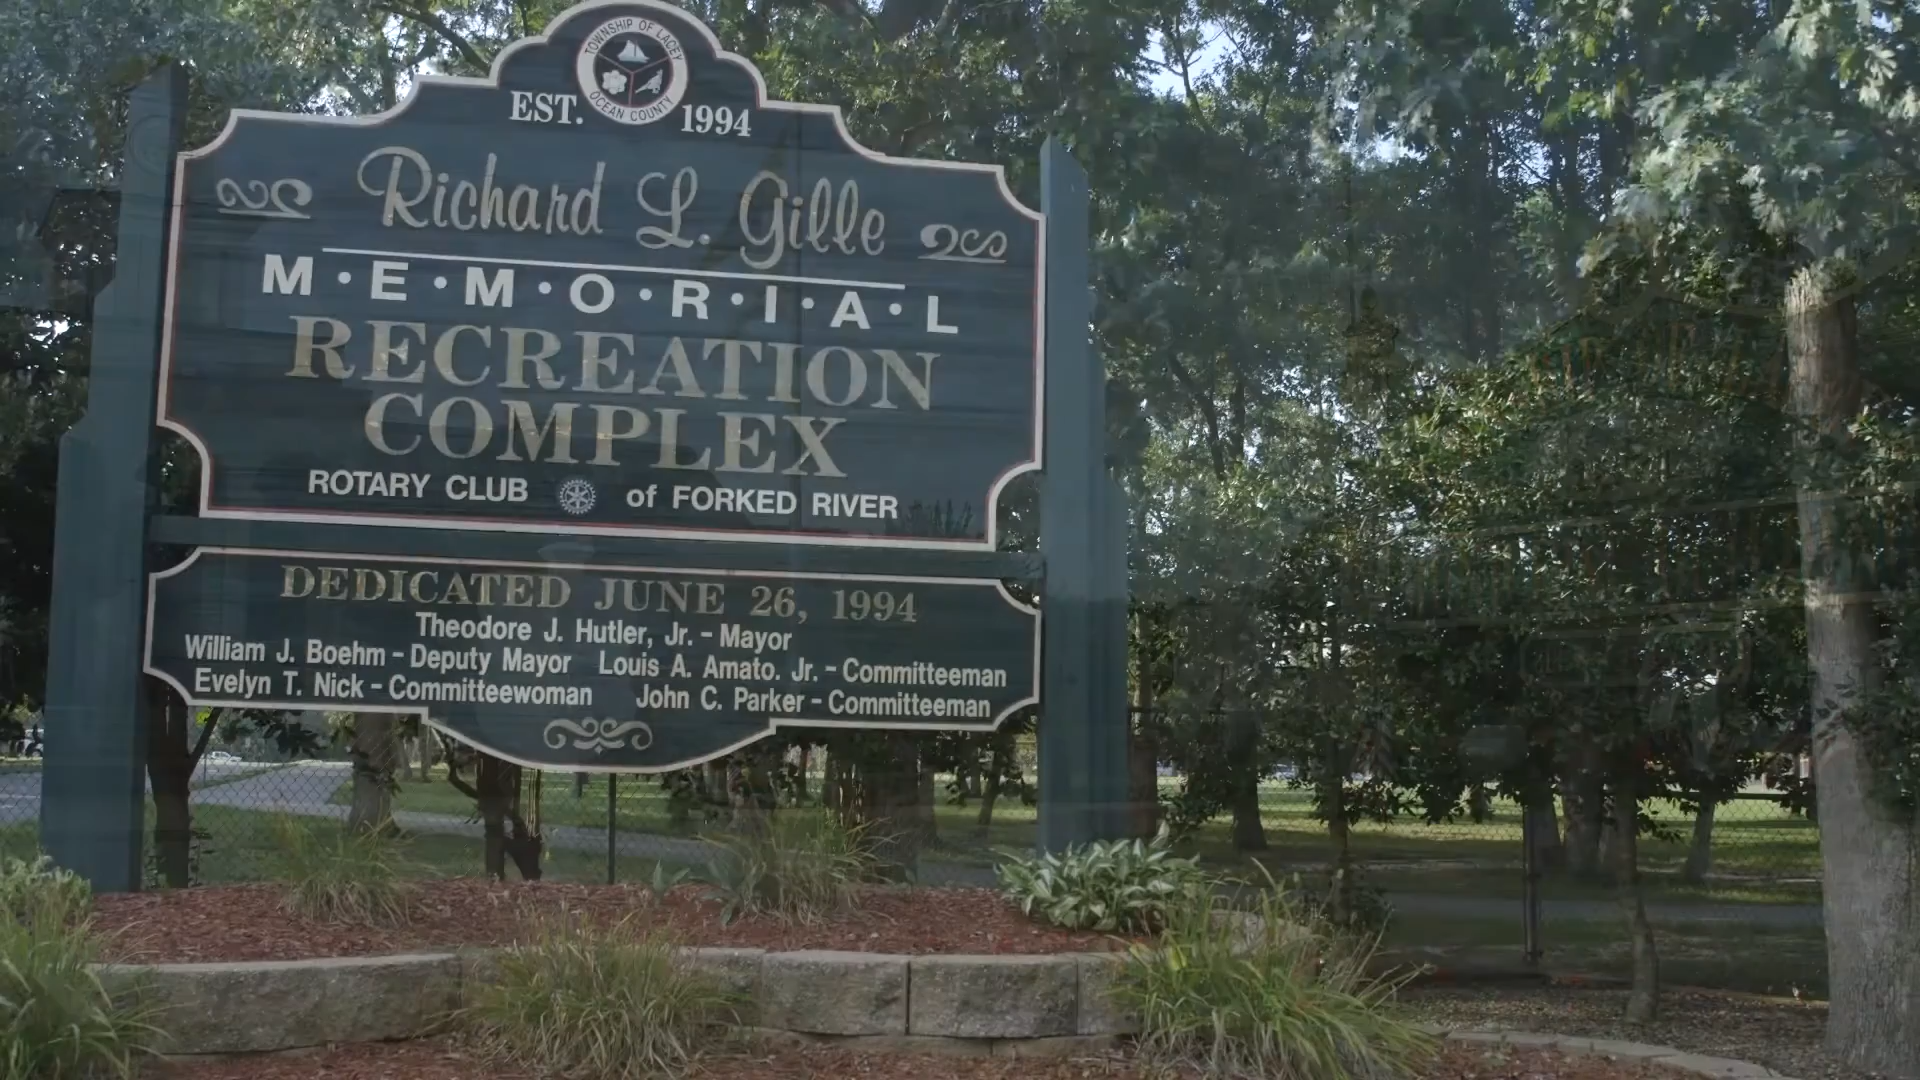 TOWNSHIP OF LACEY
OCEAN COUNTY
EST. 1994
Richard L. Gille
M·E·M·O·R·I·A·L
RECREATION
COMPLEX
ROTARY CLUB of FORKED RIVER
DEDICATED JUNE 26, 1994
Theodore J. Hutler, Jr. - Mayor
William J. Boehm - Deputy Mayor Louis A. Amato. Jr. - Committeeman
Evelyn T. Nick - Committeewoman John C. Parker - Committeeman